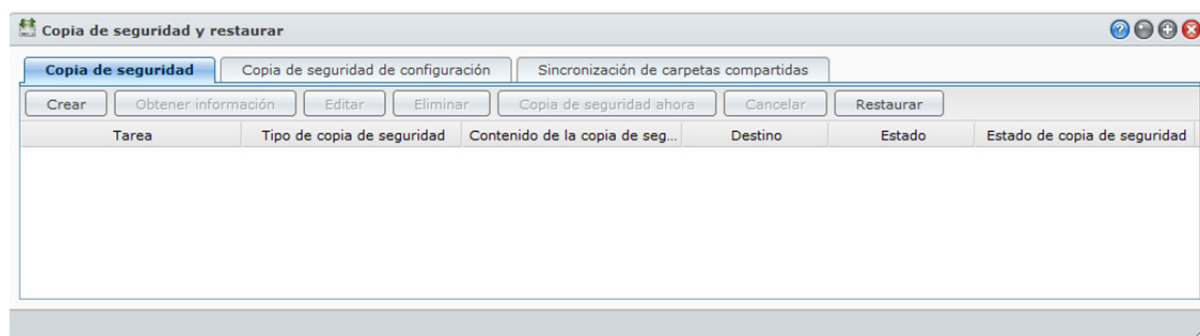 Copia de seguridad y restaurar
Copia de seguridad Copia de seguridad de configuración Sincronización de carpetas compartidas
Crear Obtener información Editar Eliminar Copia de seguridad ahora Cancelar Restaurar
Tarea Tipo de copia de seguridad Contenido de la copia de seg... Destino Estado Estado de copia de seguridad